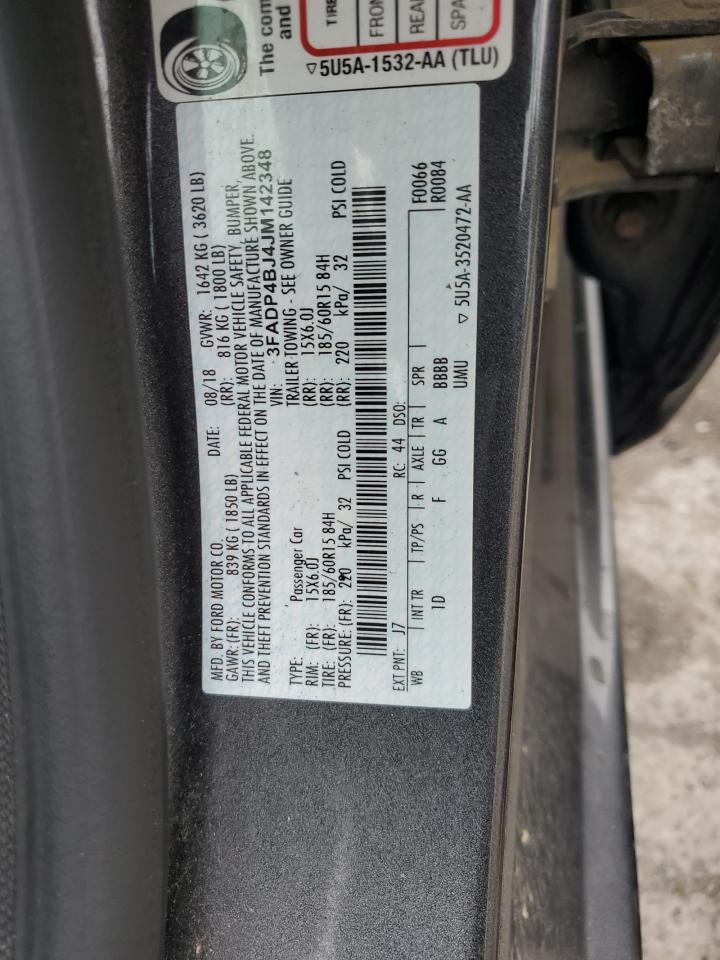 The com
and
TIRE
FRON
REAR
SPA
▽ 5U5A-1532-AA (TLU)
MFD. BY FORD MOTOR CO. DATE: 08/18 GVWR: 1642 KG ( 3620 LB)
GAWR: (FR): 839 KG ( 1850 LB) (RR): 816 KG ( 1800 LB)
THIS VEHICLE CONFORMS TO ALL APPLICABLE FEDERAL MOTOR VEHICLE SAFETY, BUMPER,
AND THEFT PREVENTION STANDARDS IN EFFECT ON THE DATE OF MANUFACTURE SHOWN ABOVE.
VIN: 3FADP4BJ4JM142348
TYPE: Passenger Car TRAILER TOWING - SEE OWNER GUIDE
RIM: (FR): 15X6.0J (RR): 15X6.0J
TIRE: (FR): 185/60R15 84H (RR): 185/60R15 84H
PRESSURE: (FR): 220 kPa/ 32 PSI COLD (RR): 220 kPa/ 32 PSI COLD
EXT PNT: J7 RC: 44 DSO: F0066
WB INT TR TP/PS R AXLE TR SPR R0084
1D F GG A BBBB
UMU ▽ 5U5A-3520472-AA